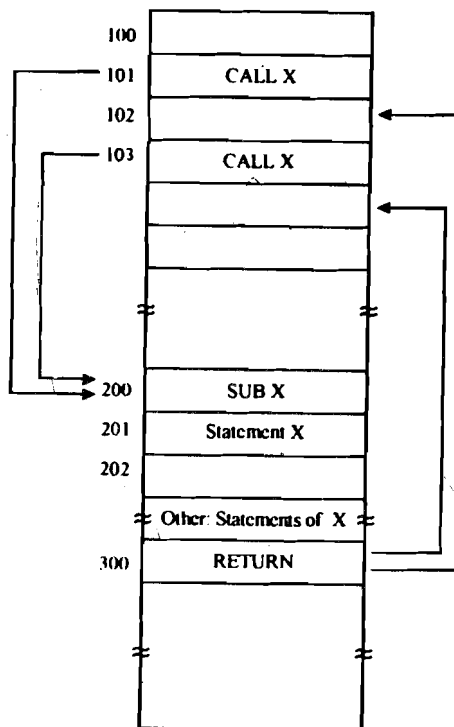 100
101 CALL X
102
103 CALL X
200 SUB X
201 Statement X
202
Other: Statements of X
300 RETURN